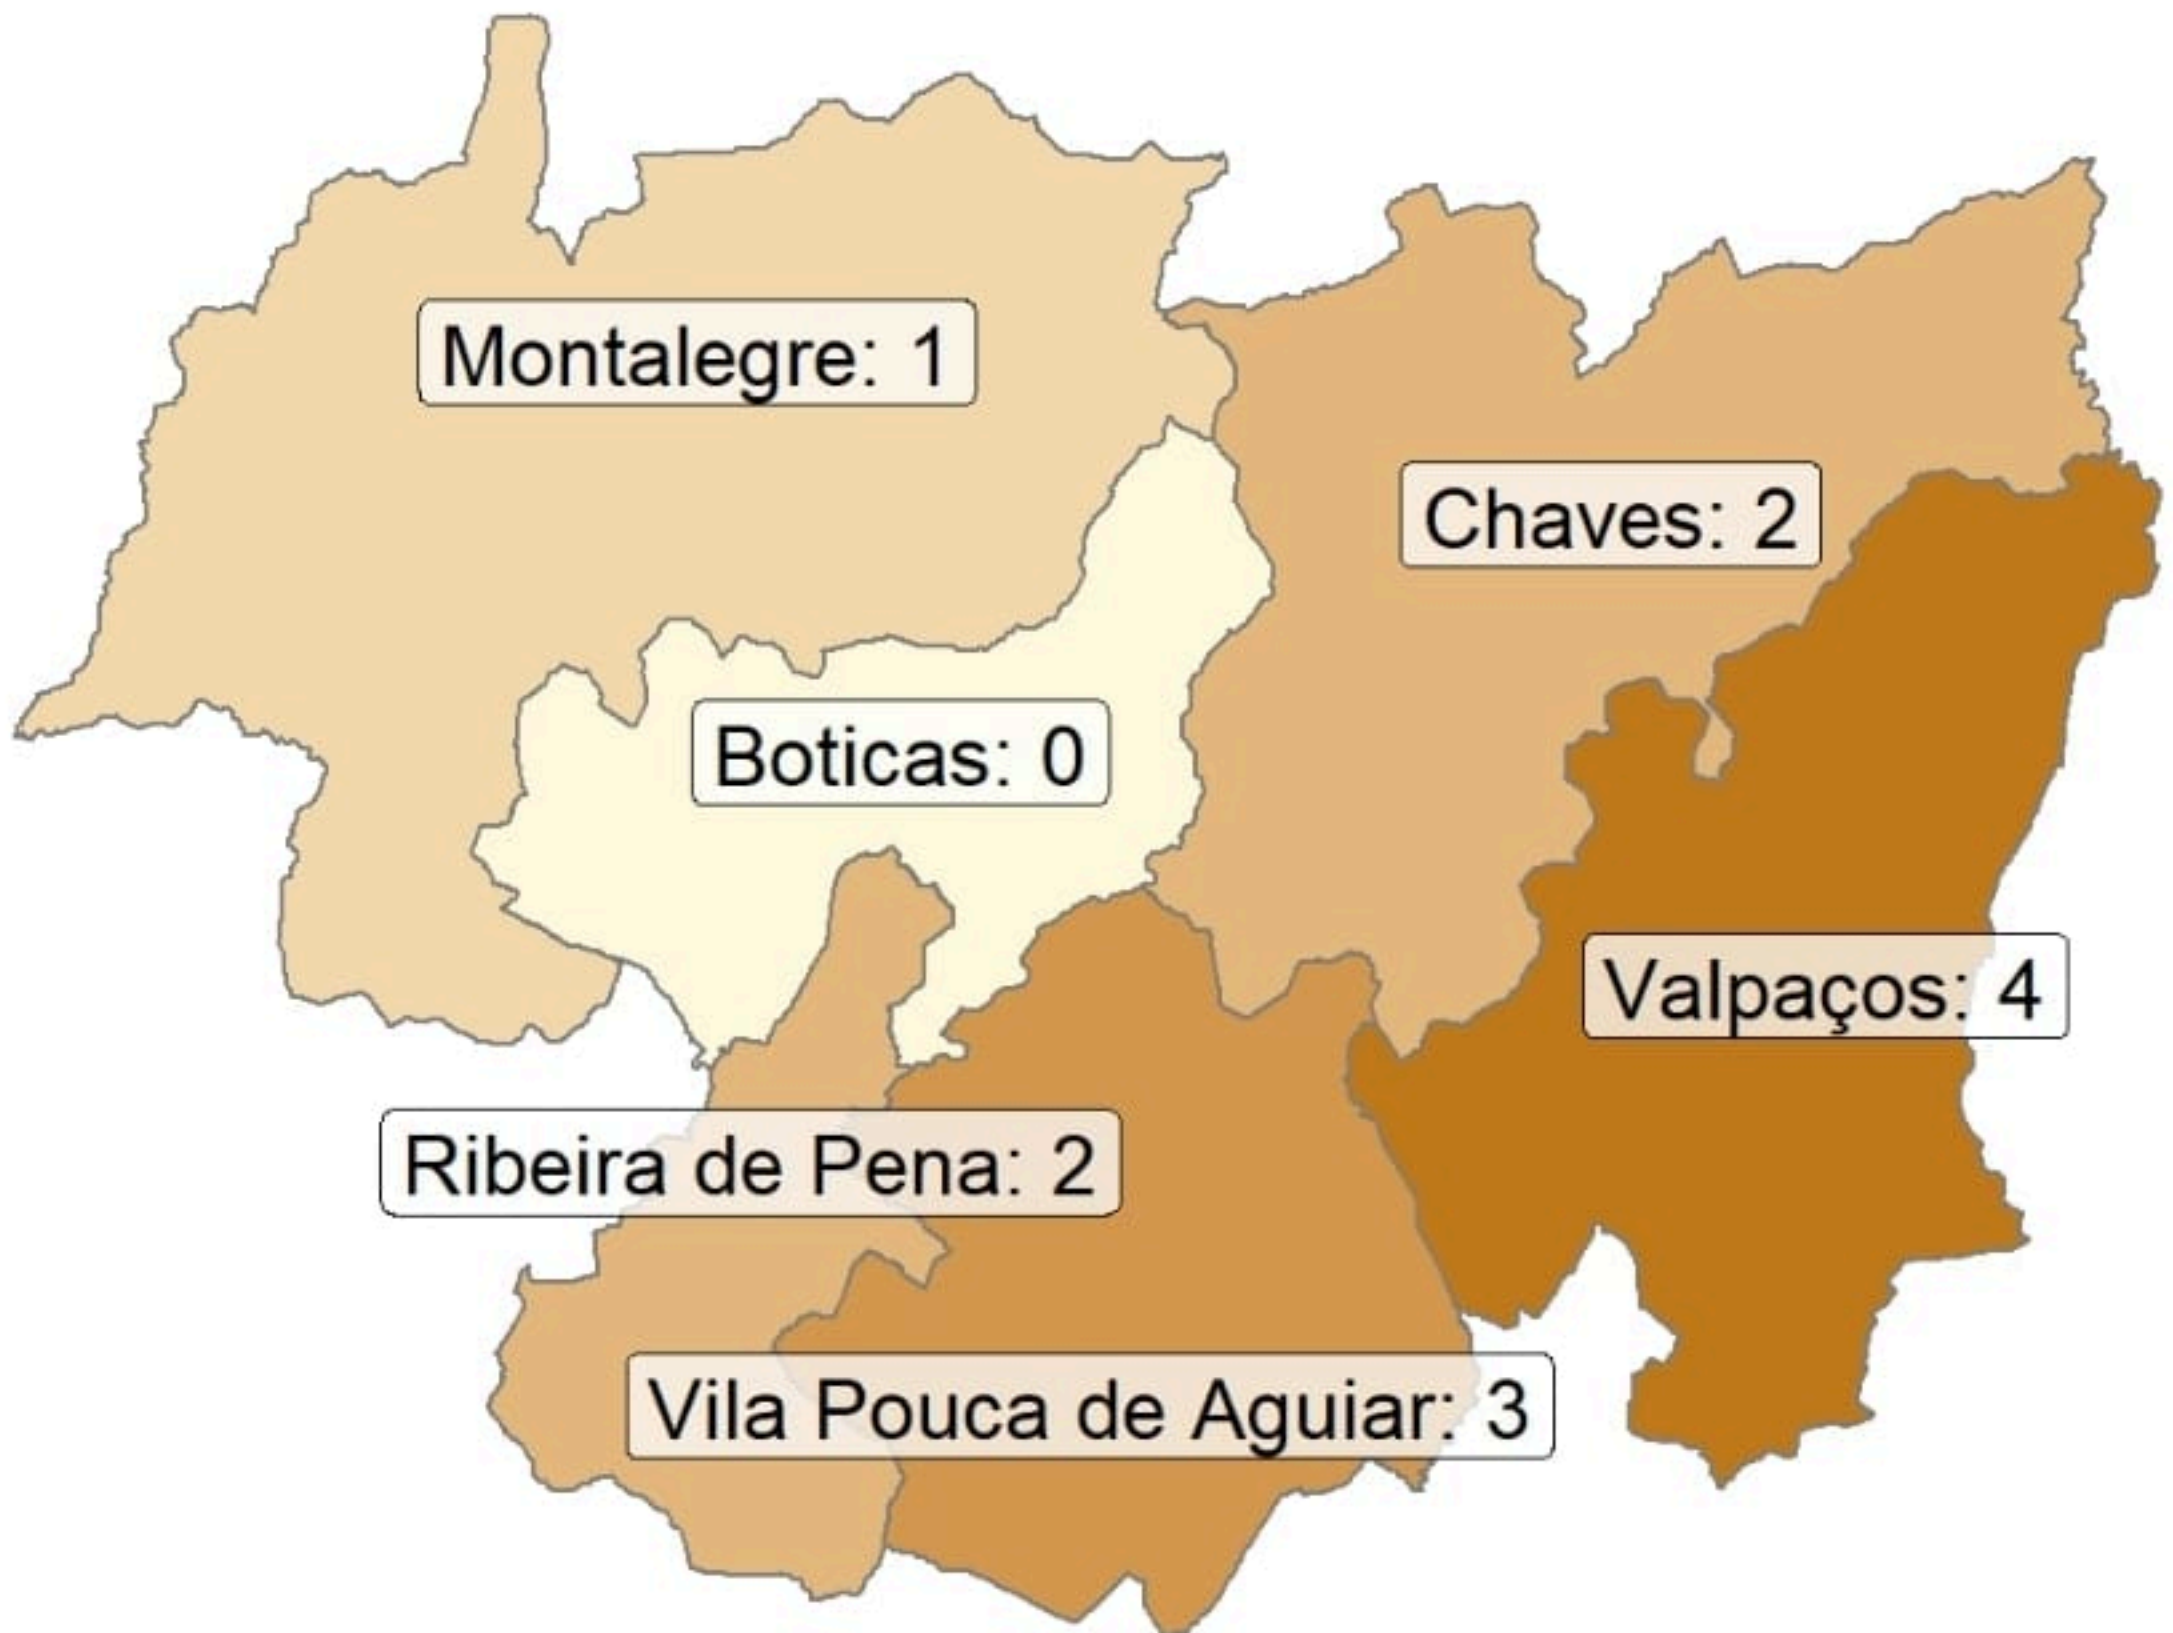 Montalegre: 1
Chaves: 2
Boticas: 0
Valpaços: 4
Ribeira de Pena: 2
Vila Pouca de Aguiar: 3